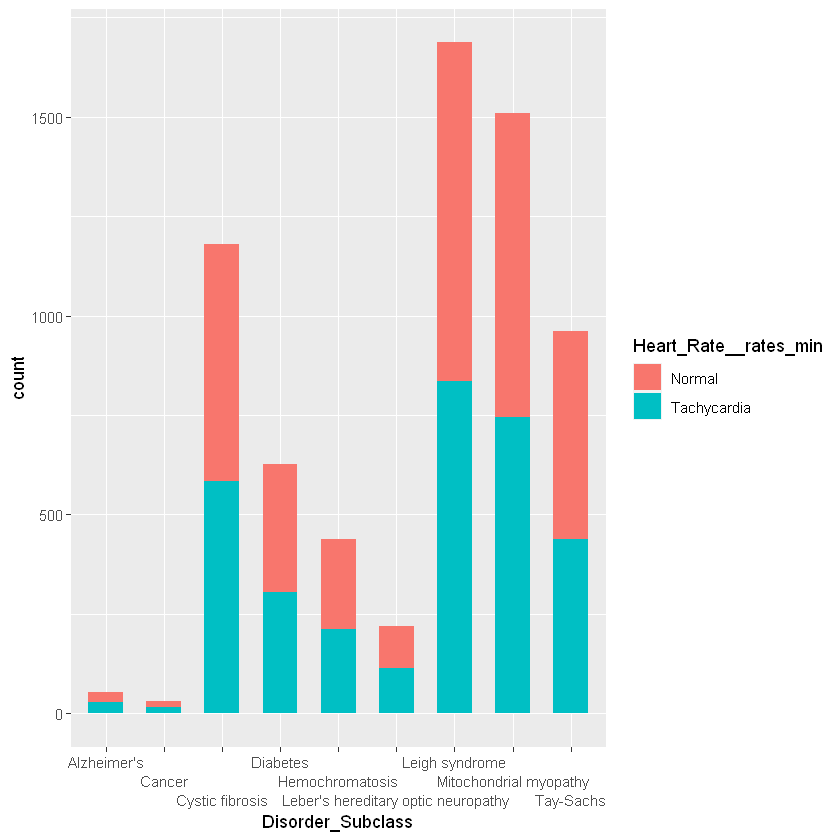 1500
1000
500
0
count
Alzheimer's
Cancer
Cystic fibrosis
Diabetes
Hemochromatosis
Leber's hereditary optic neuropathy
Leigh syndrome
Mitochondrial myopathy
Tay-Sachs
Disorder_Subclass
Heart_Rate__rates_min
Normal
Tachycardia